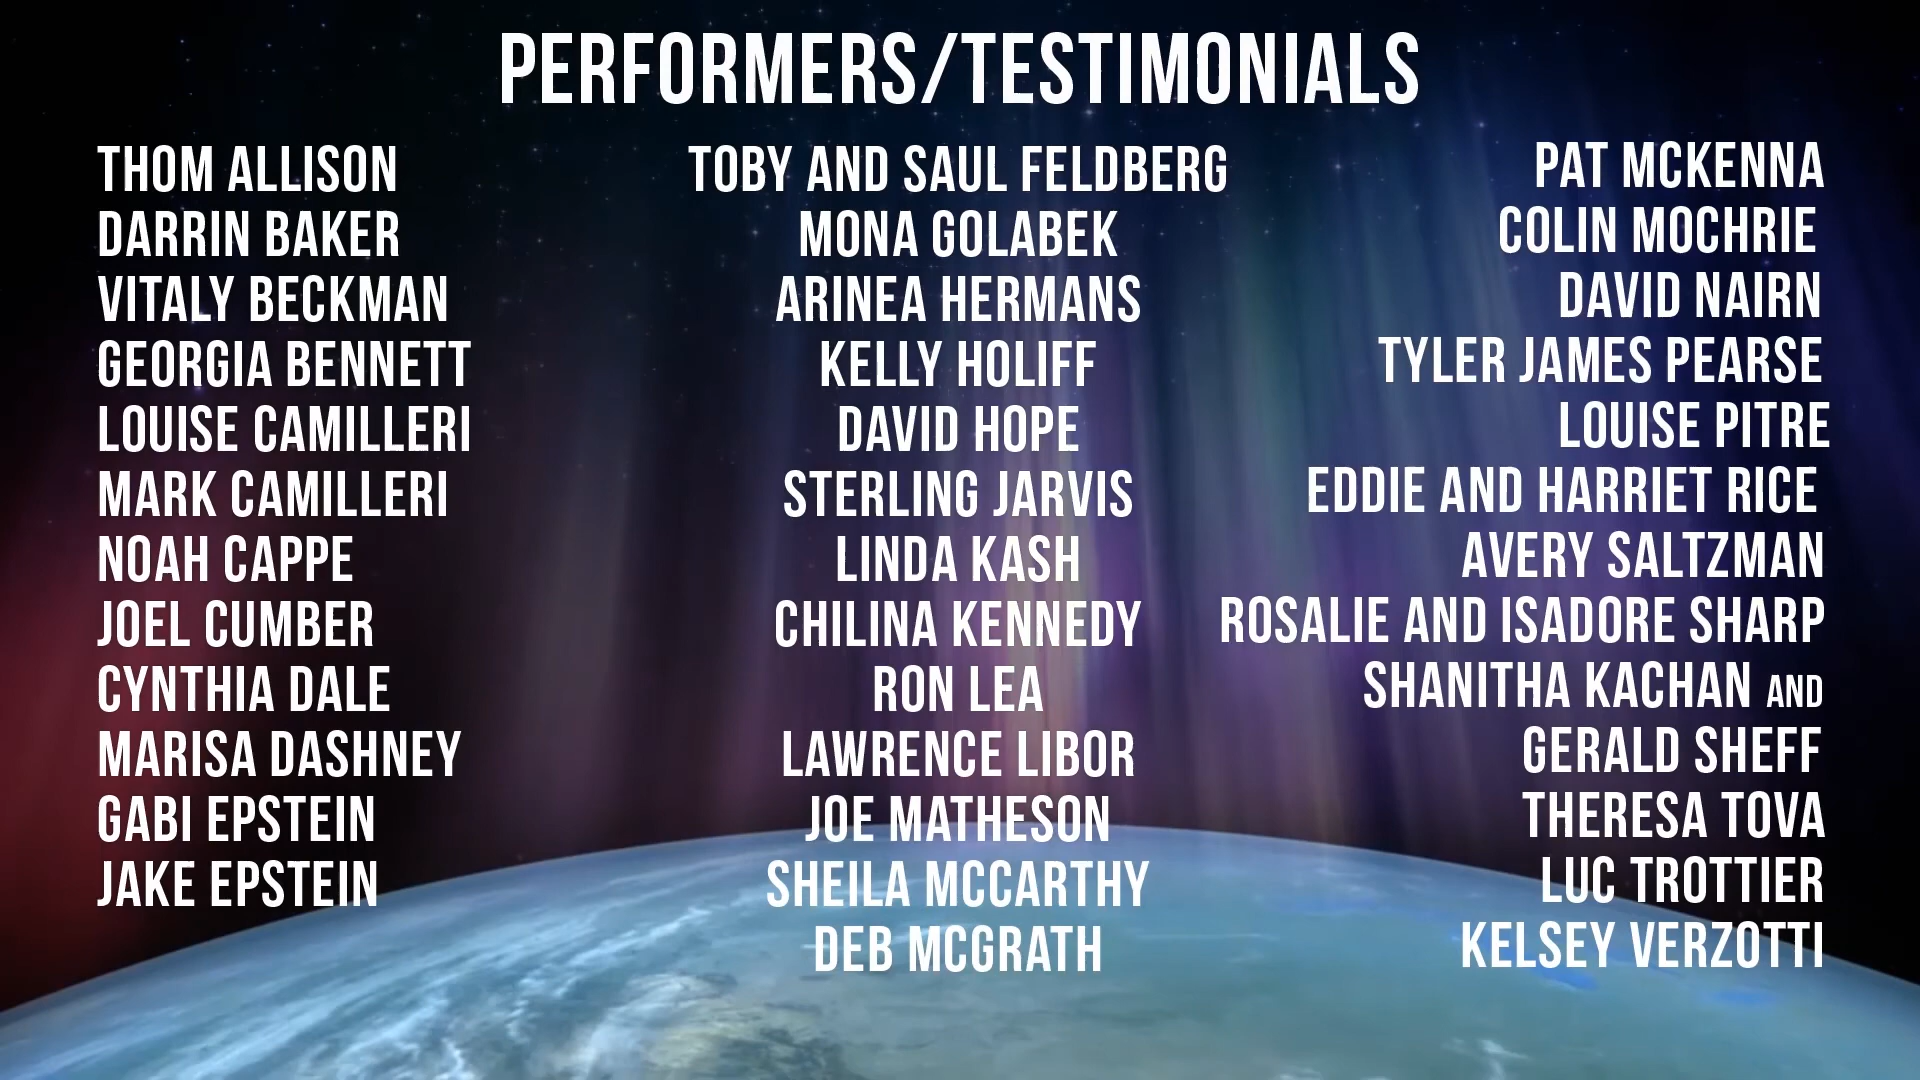 PERFORMERS/TESTIMONIALS
THOM ALLISON
DARRIN BAKER
VITALY BECKMAN
GEORGIA BENNETT
LOUISE CAMILLERI
MARK CAMILLERI
NOAH CAPPE
JOEL CUMBER
CYNTHIA DALE
MARISA DASHNEY
GABI EPSTEIN
JAKE EPSTEIN
TOBY AND SAUL FELDBERG
MONA GOLABEK
ARINEA HERMANS
KELLY HOLIFF
DAVID HOPE
STERLING JARVIS
LINDA KASH
CHILINA KENNEDY
RON LEA
LAWRENCE LIBOR
JOE MATHESON
SHEILA MCCARTHY
DEB MCGRATH
PAT MCKENNA
COLIN MOCHRIE
DAVID NAIRN
TYLER JAMES PEARSE
LOUISE PITRE
EDDIE AND HARRIET RICE
AVERY SALTZMAN
ROSALIE AND ISADORE SHARP
SHANITHA KACHAN AND
GERALD SHEFF
THERESA TOVA
LUC TROTTIER
KELSEY VERZOTTI